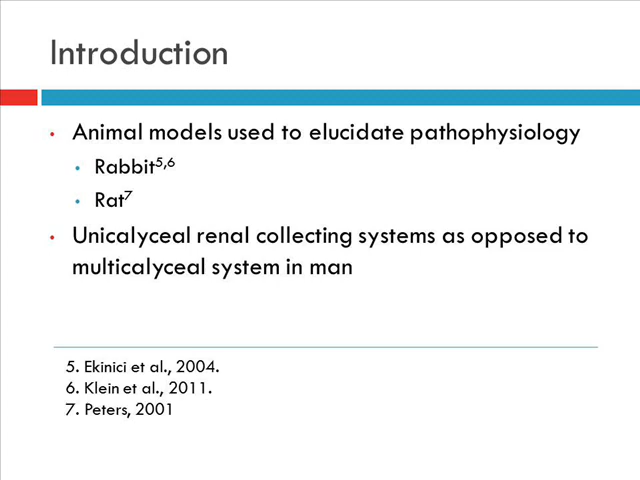 Introduction
• Animal models used to elucidate pathophysiology
• Rabbit5,6
• Rat7
• Unicalyceal renal collecting systems as opposed to
multicalyceal system in man
5. Ekinici et al., 2004.
6. Klein et al., 2011.
7. Peters, 2001